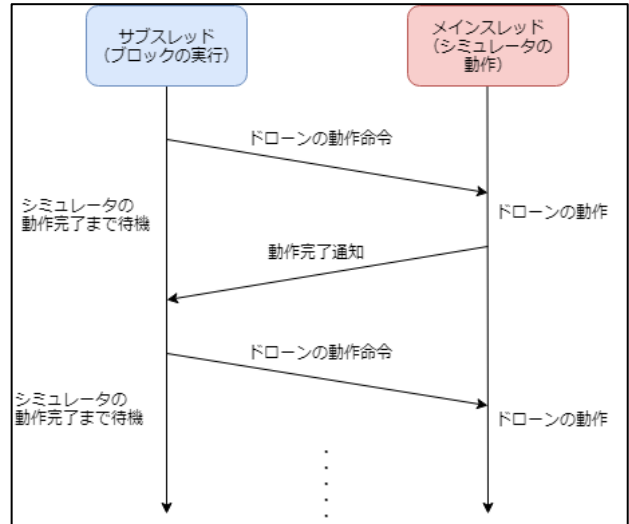 サブスレッド
（ブロックの実行）
メインスレッド
（シミュレータの
動作）
ドローンの動作命令
シミュレータの
動作完了まで待機
ドローンの動作
動作完了通知
ドローンの動作命令
シミュレータの
動作完了まで待機
ドローンの動作